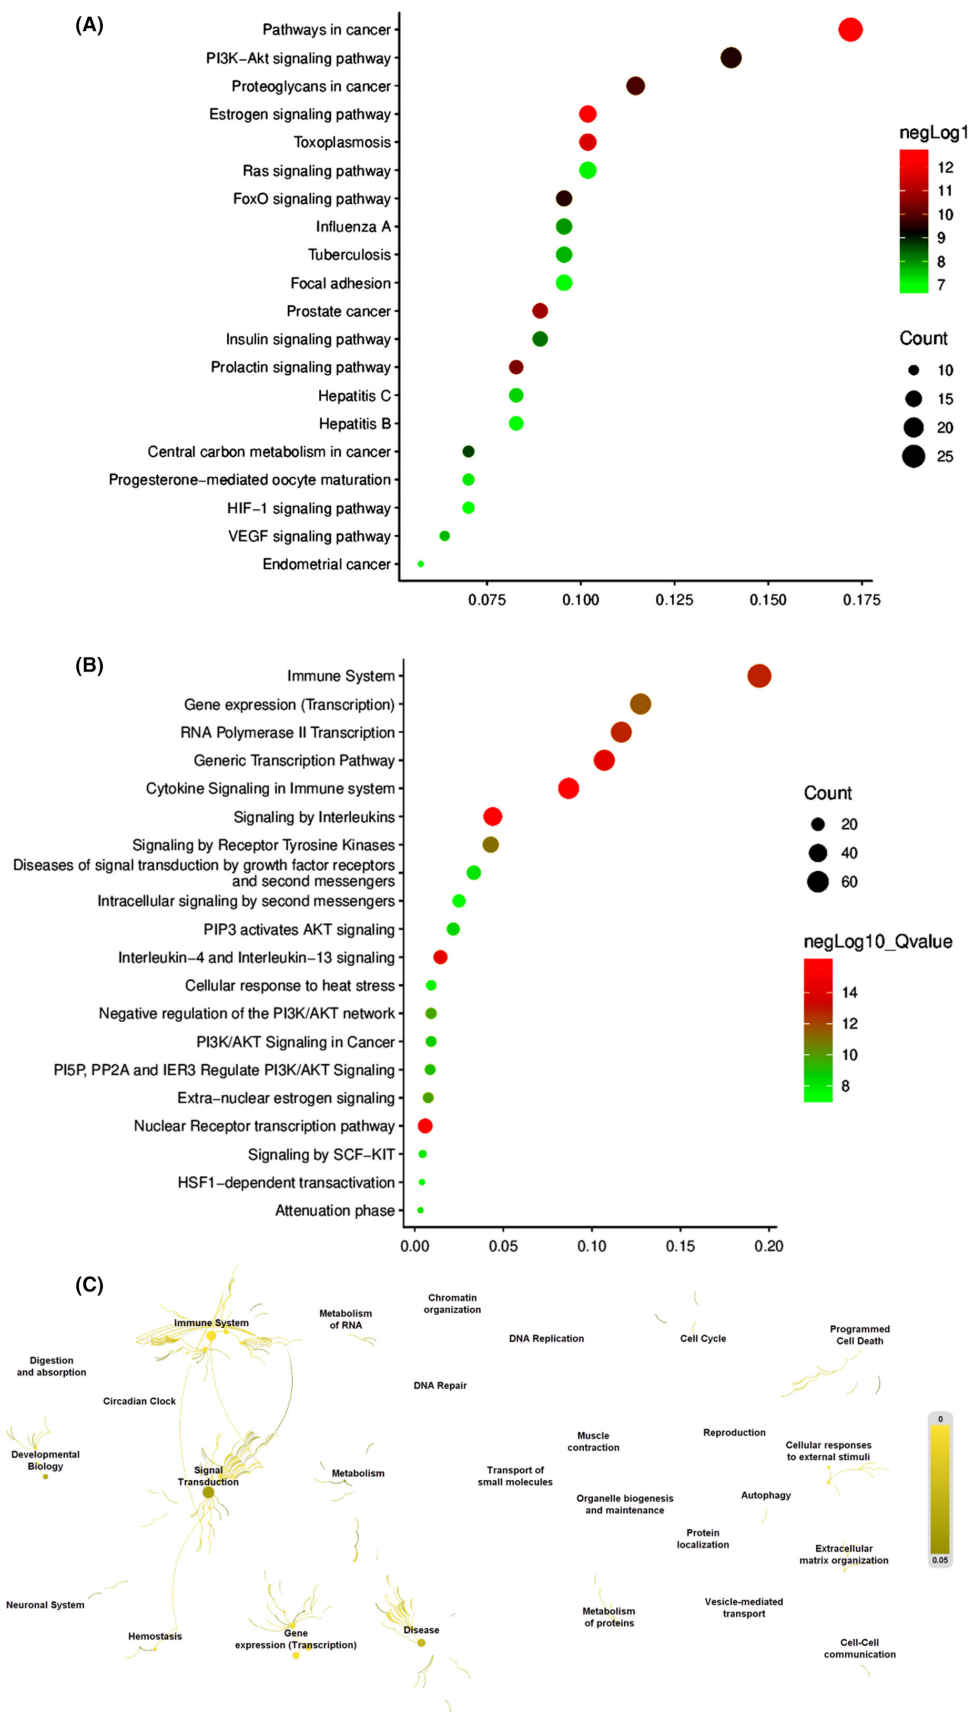 (A)
Pathways in cancer
PI3K−Akt signaling pathway
Proteoglycans in cancer
Estrogen signaling pathway
Toxoplasmosis
Ras signaling pathway
FoxO signaling pathway
Influenza A
Tuberculosis
Focal adhesion
Prostate cancer
Insulin signaling pathway
Prolactin signaling pathway
Hepatitis C
Hepatitis B
Central carbon metabolism in cancer
Progesterone−mediated oocyte maturation
HIF−1 signaling pathway
VEGF signaling pathway
Endometrial cancer
0.075 0.100 0.125 0.150 0.175
negLog1
12
11
10
9
8
7
Count
10
15
20
25
(B)
Immune System
Gene expression (Transcription)
RNA Polymerase II Transcription
Generic Transcription Pathway
Cytokine Signaling in Immune system
Signaling by Interleukins
Signaling by Receptor Tyrosine Kinases
Diseases of signal transduction by growth factor receptors
and second messengers
Intracellular signaling by second messengers
PIP3 activates AKT signaling
Interleukin−4 and Interleukin−13 signaling
Cellular response to heat stress
Negative regulation of the PI3K/AKT network
PI3K/AKT Signaling in Cancer
PI5P, PP2A and IER3 Regulate PI3K/AKT Signaling
Extra−nuclear estrogen signaling
Nuclear Receptor transcription pathway
Signaling by SCF−KIT
HSF1−dependent transactivation
Attenuation phase
0.00 0.05 0.10 0.15 0.20
Count
20
40
60
negLog10_Qvalue
14
12
10
8
(C)
Immune System
Metabolism
of RNA
Chromatin
organization
DNA Replication
Cell Cycle
Programmed
Cell Death
Digestion
and absorption
Circadian Clock
DNA Repair
Developmental
Biology
Signal
Transduction
Metabolism
Muscle
contraction
Transport of
small molecules
Reproduction
Cellular responses
to external stimuli
Organelle biogenesis
and maintenance
Autophagy
Protein
localization
Extracellular
matrix organization
Neuronal System
Hemostasis
Gene
expression (Transcription)
Disease
Metabolism
of proteins
Vesicle-mediated
transport
Cell-Cell
communication
0
0.05